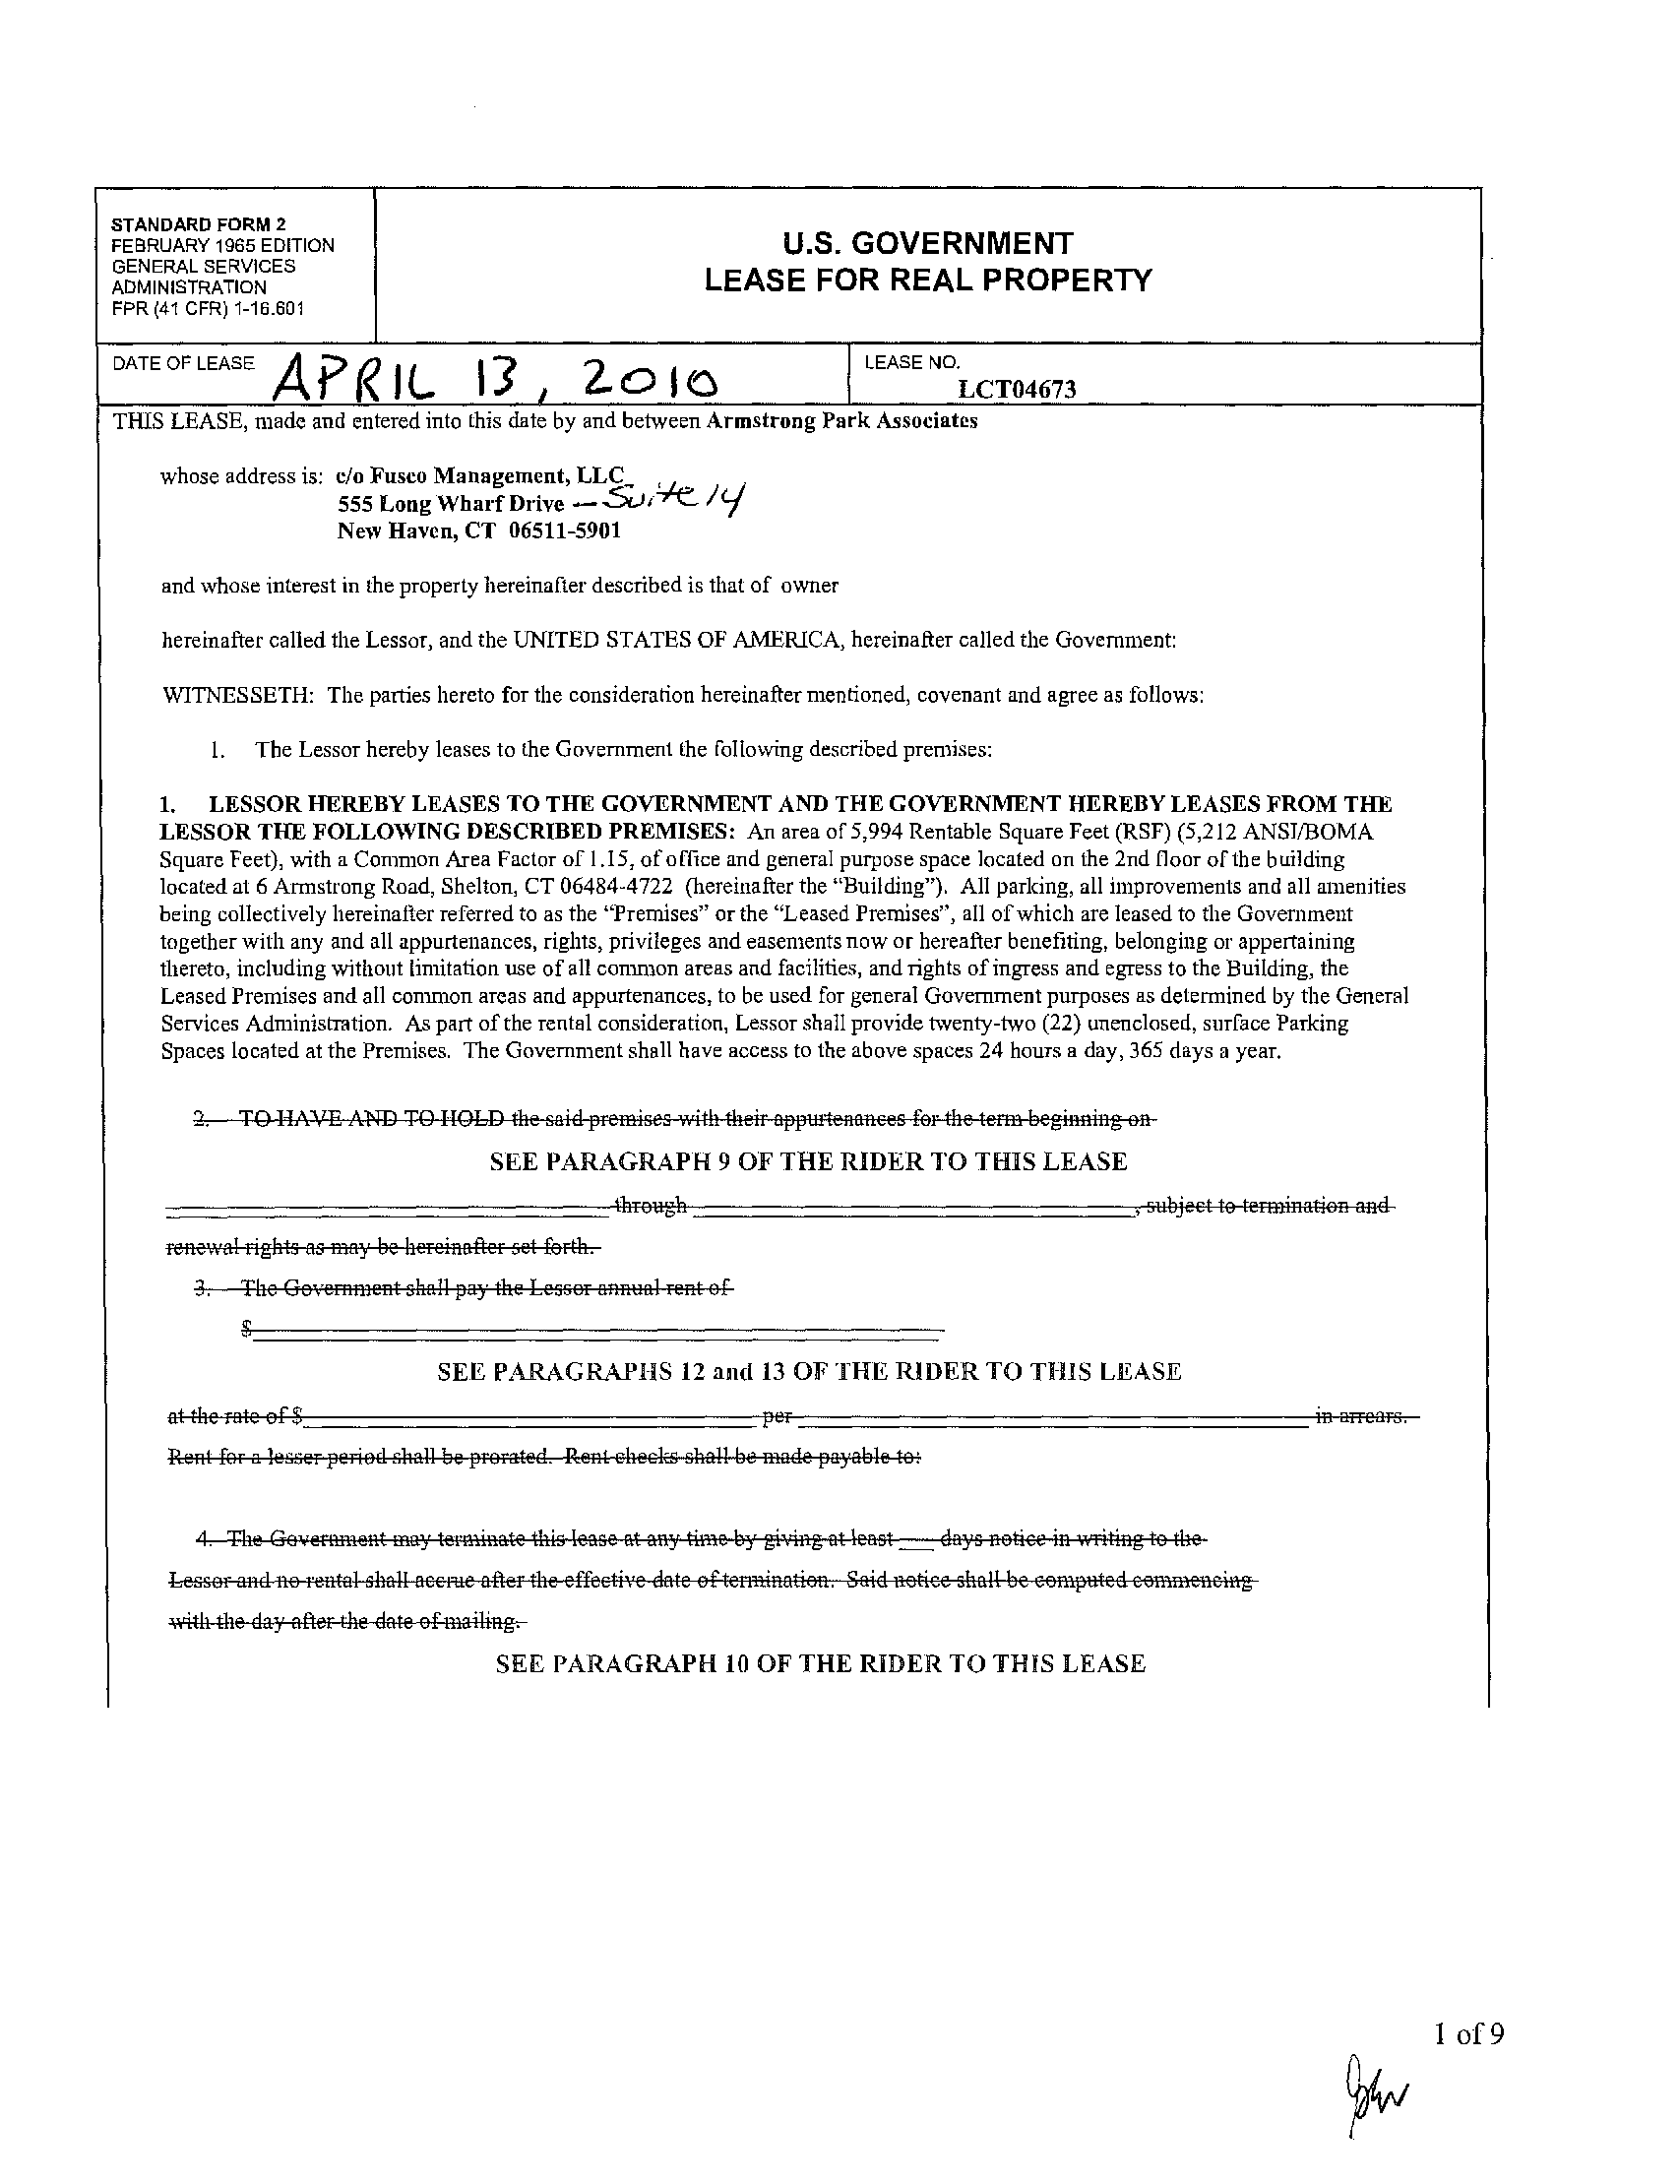 STANDARD FORM 2
FEBRUARY 1965 EDITION
GENERAL SERVICES
ADMINISTRATION
FPR (41 CFR) 1-16.601
U.S. GOVERNMENT
LEASE FOR REAL PROPERTY
DATE OF LEASE APRIL 13, 2010
LEASE NO.
LCT04673
THIS LEASE, made and entered into this date by and between Armstrong Park Associates
whose address is: c/o Fusco Management, LLC
555 Long Wharf Drive – Suite 14
New Haven, CT 06511-5901
and whose interest in the property hereinafter described is that of owner
hereinafter called the Lessor, and the UNITED STATES OF AMERICA, hereinafter called the Government:
WITNESSETH: The parties hereto for the consideration hereinafter mentioned, covenant and agree as follows:
1. The Lessor hereby leases to the Government the following described premises:
1. LESSOR HEREBY LEASES TO THE GOVERNMENT AND THE GOVERNMENT HEREBY LEASES FROM THE
LESSOR THE FOLLOWING DESCRIBED PREMISES: An area of 5,994 Rentable Square Feet (RSF) (5,212 ANSI/BOMA
Square Feet), with a Common Area Factor of 1.15, of office and general purpose space located on the 2nd floor of the building
located at 6 Armstrong Road, Shelton, CT 06484-4722 (hereinafter the “Building”). All parking, all improvements and all amenities
being collectively hereinafter referred to as the “Premises” or the “Leased Premises”, all of which are leased to the Government
together with any and all appurtenances, rights, privileges and easements now or hereafter benefiting, belonging or appertaining
thereto, including without limitation use of all common areas and facilities, and rights of ingress and egress to the Building, the
Leased Premises and all common areas and appurtenances, to be used for general Government purposes as determined by the General
Services Administration. As part of the rental consideration, Lessor shall provide twenty-two (22) unenclosed, surface Parking
Spaces located at the Premises. The Government shall have access to the above spaces 24 hours a day, 365 days a year.
2. TO HAVE AND TO HOLD the said premises with their appurtenances for the term beginning on
SEE PARAGRAPH 9 OF THE RIDER TO THIS LEASE
through , subject to termination and
renewal rights as may be hereinafter set forth.
3. The Government shall pay the Lessor annual rent of
$
SEE PARAGRAPHS 12 and 13 OF THE RIDER TO THIS LEASE
at the rate of $ per in arrears.
Rent for a lesser period shall be prorated. Rent checks shall be made payable to:
4. The Government may terminate this lease at any time by giving at least ___ days notice in writing to the
Lessor and no rental shall accrue after the effective date of termination. Said notice shall be computed commencing
with the day after the date of mailing.
SEE PARAGRAPH 10 OF THE RIDER TO THIS LEASE
1 of 9